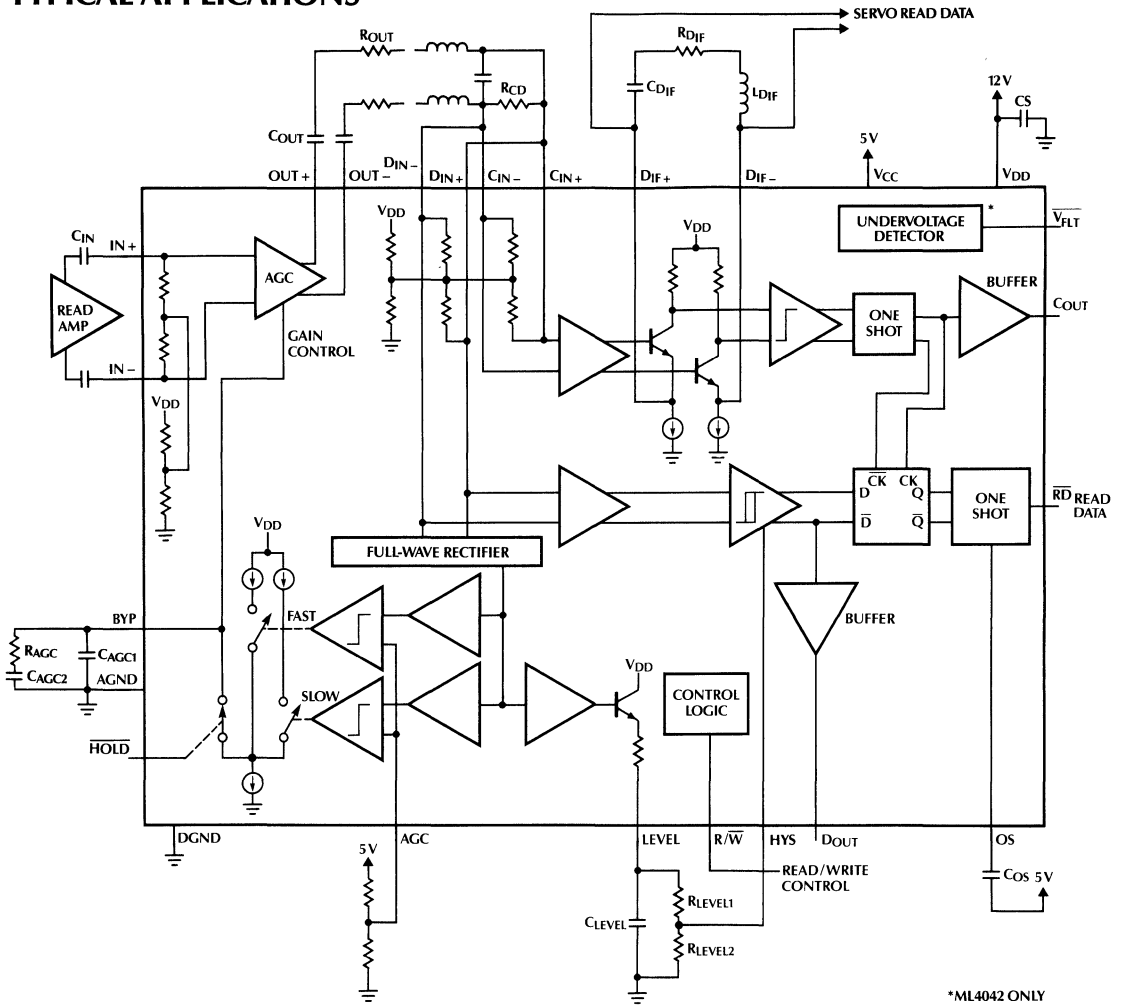 TYPICAL APPLICATIONS
SERVO READ DATA
ROUT
RDIF
RCD
CDIF
LDIF
12V
CS
COUT
5V
OUT+
OUT−
DIN−
DIN+
CIN−
CIN+
DIF+
DIF−
VCC
VDD
VDD
VDD
UNDERVOLTAGE DETECTOR
*
VFLT
CIN
IN+
AGC
READ AMP
GAIN CONTROL
IN−
VDD
ONE SHOT
BUFFER
COUT
D
CK
CK
Q
D
Q
ONE SHOT
RD READ DATA
VDD
FULL-WAVE RECTIFIER
BUFFER
BYP
RAGC
CAGC1
CAGC2
AGND
FAST
SLOW
HOLD
VDD
CONTROL LOGIC
DGND
AGC
LEVEL
R/W
HYS
DOUT
OS
5V
READ/WRITE CONTROL
COS
5V
CLEVEL
RLEVEL1
RLEVEL2
*ML4042 ONLY